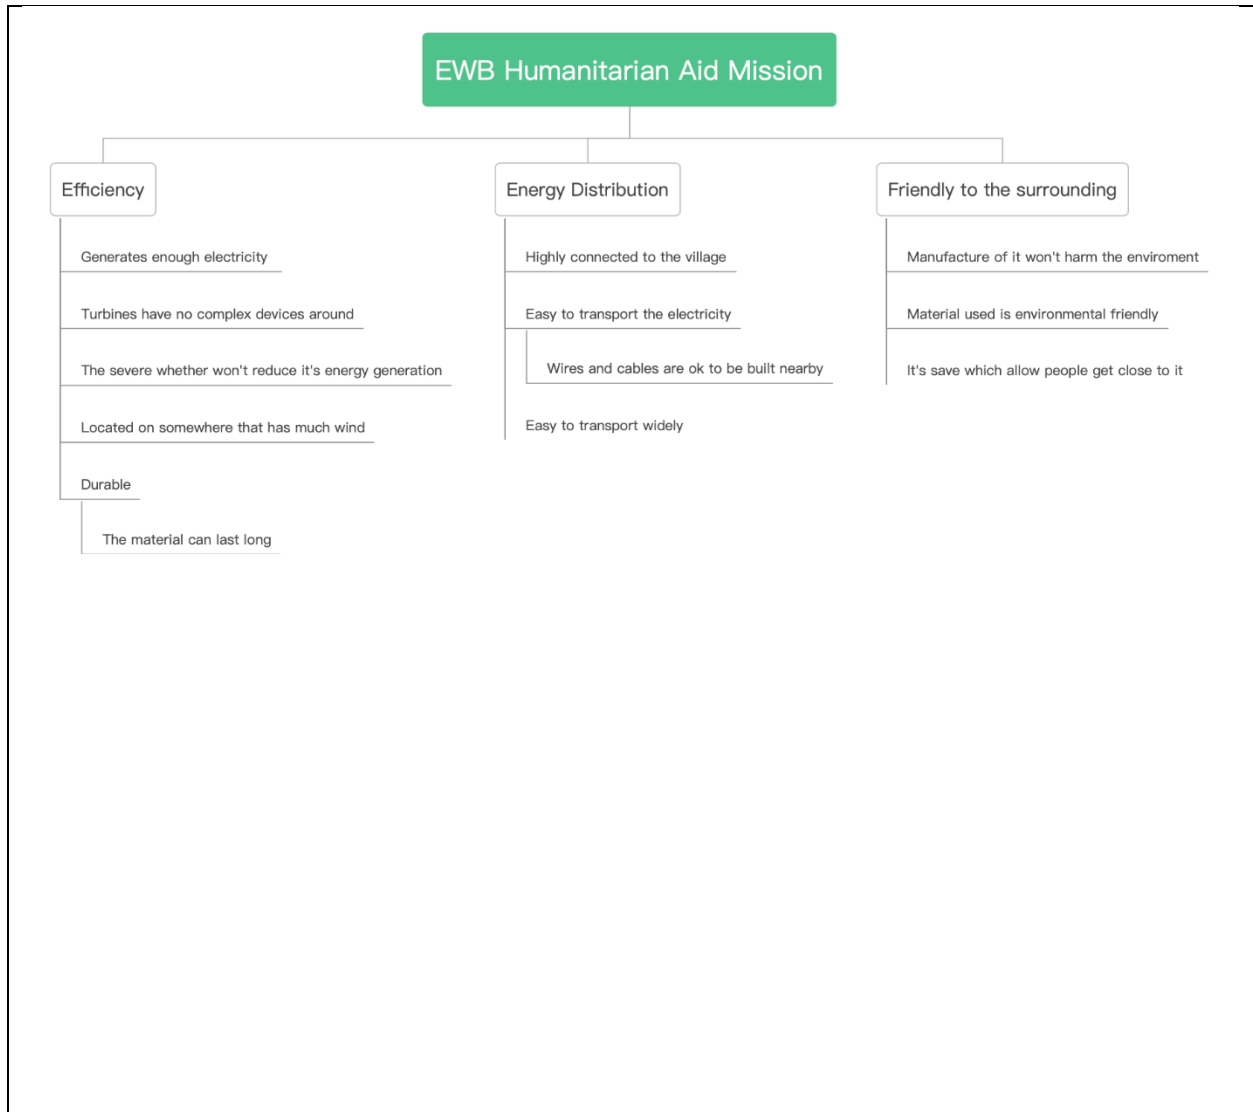 EWB Humanitarian Aid Mission
Efficiency
Generates enough electricity
Turbines have no complex devices around
The severe whether won't reduce it's energy generation
Located on somewhere that has much wind
Durable
The material can last long
Energy Distribution
Highly connected to the village
Easy to transport the electricity
Wires and cables are ok to be built nearby
Easy to transport widely
Friendly to the surrounding
Manufacture of it won't harm the enviroment
Material used is environmental friendly
It's save which allow people get close to it